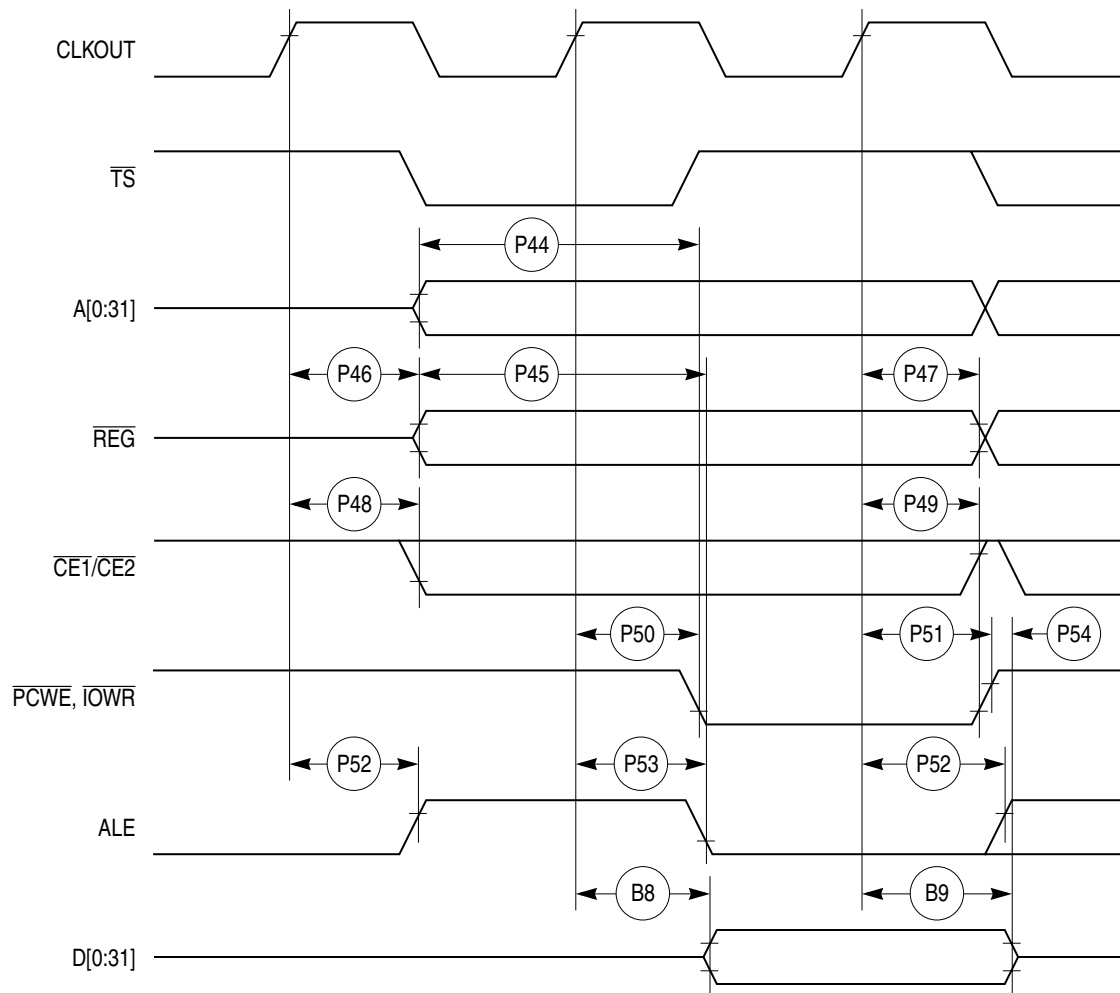 CLKOUT
TS
P44
A[0:31]
P46 P45 P47
REG
P48 P49
CE1/CE2
P50 P51 P54
PCWE, IOWR
P52 P53 P52
ALE
B8 B9
D[0:31]